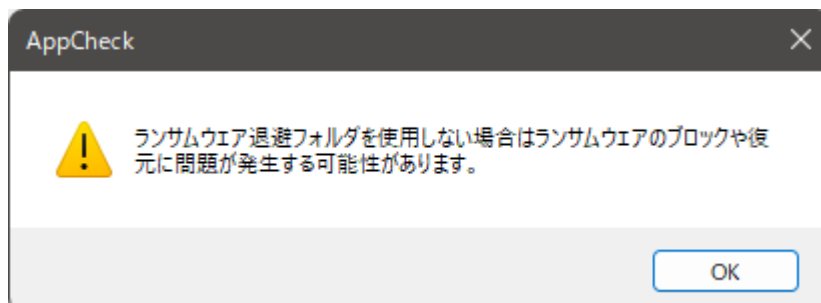 AppCheck
ランサムウエア退避フォルダを使用しない場合はランサムウエアのブロックや復
元に問題が発生する可能性があります。
OK